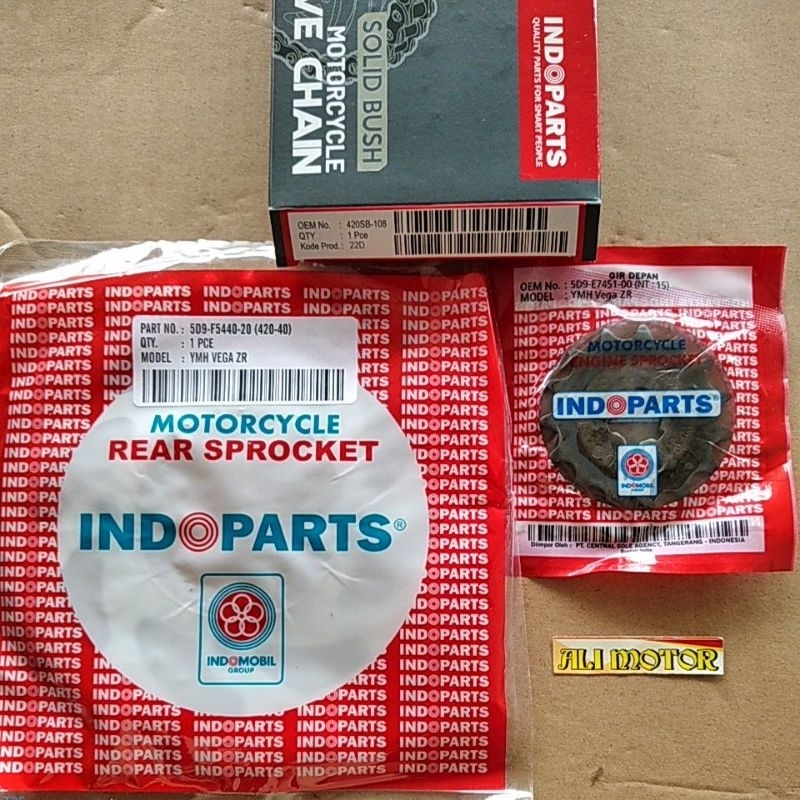 INDOPARTS
QUALITY PARTS FOR SMART PEOPLE
SOLID BUSH
MOTORCYCLE
VE CHAIN
OEM No. : 420SB-108
QTY : 1 Pce
Kode Prod.: 22D
PART NO. : 5D9-F5440-20 (420-40)
QTY. : 1 PCE
MODEL : YMH VEGA ZR
MOTORCYCLE
REAR SPROCKET
INDOPARTS®
INDOMOBIL
GROUP
GIR DEPAN
OEM No. : 5D9-E7451-00 (NT : 15)
MODEL : YMH Vega ZR
MOTORCYCLE
ENGINE SPROCKET
INDOPARTS®
INDOMOBIL
GROUP
Diimpor Oleh : PT. CENTRAL SOLE AGENCY, TANGERANG - INDONESIA
ALI MOTOR